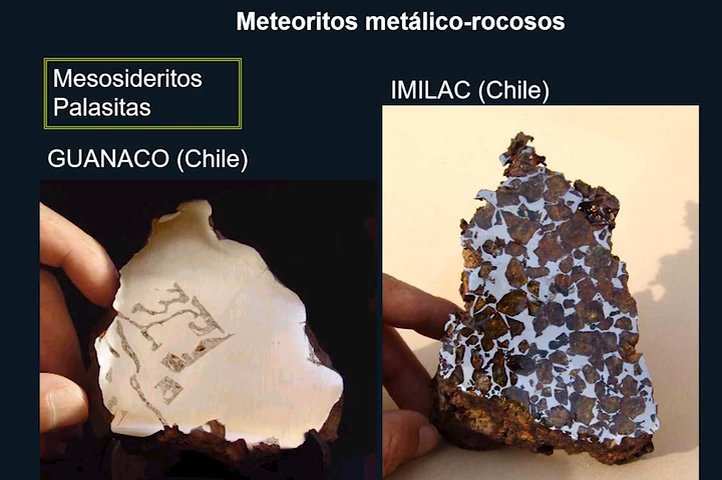 Meteoritos metálico-rocosos
Mesosideritos
Palasitas
GUANACO (Chile)
IMILAC (Chile)